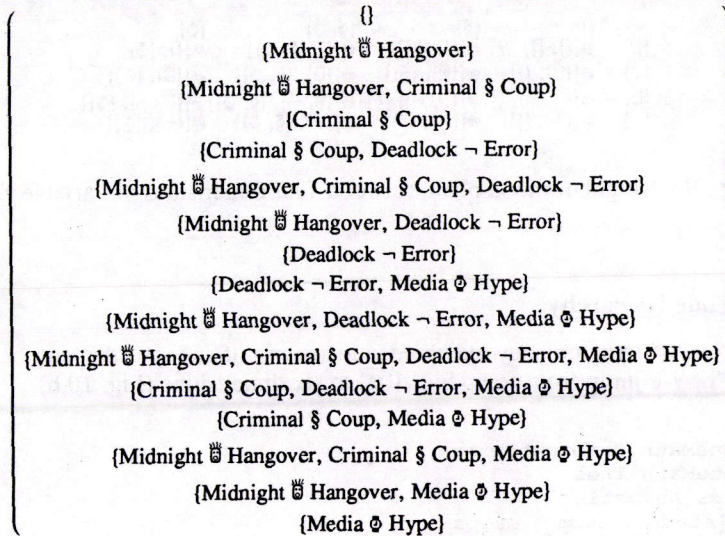 {}
{Midnight ⍒ Hangover}
{Midnight ⍒ Hangover, Criminal § Coup}
{Criminal § Coup}
{Criminal § Coup, Deadlock ¬ Error}
{Midnight ⍒ Hangover, Criminal § Coup, Deadlock ¬ Error}
{Midnight ⍒ Hangover, Deadlock ¬ Error}
{Deadlock ¬ Error}
{Deadlock ¬ Error, Media Hype}
{Midnight Hangover, Deadlock ¬ Error, Media Hype}
{Midnight Hangover, Criminal § Coup, Deadlock ¬ Error, Media Hype}
{Criminal § Coup, Deadlock ¬ Error, Media Hype}
{Criminal § Coup, Media Hype}
{Midnight Hangover, Criminal § Coup, Media Hype}
{Midnight Hangover, Media Hype}
{Media Hype}